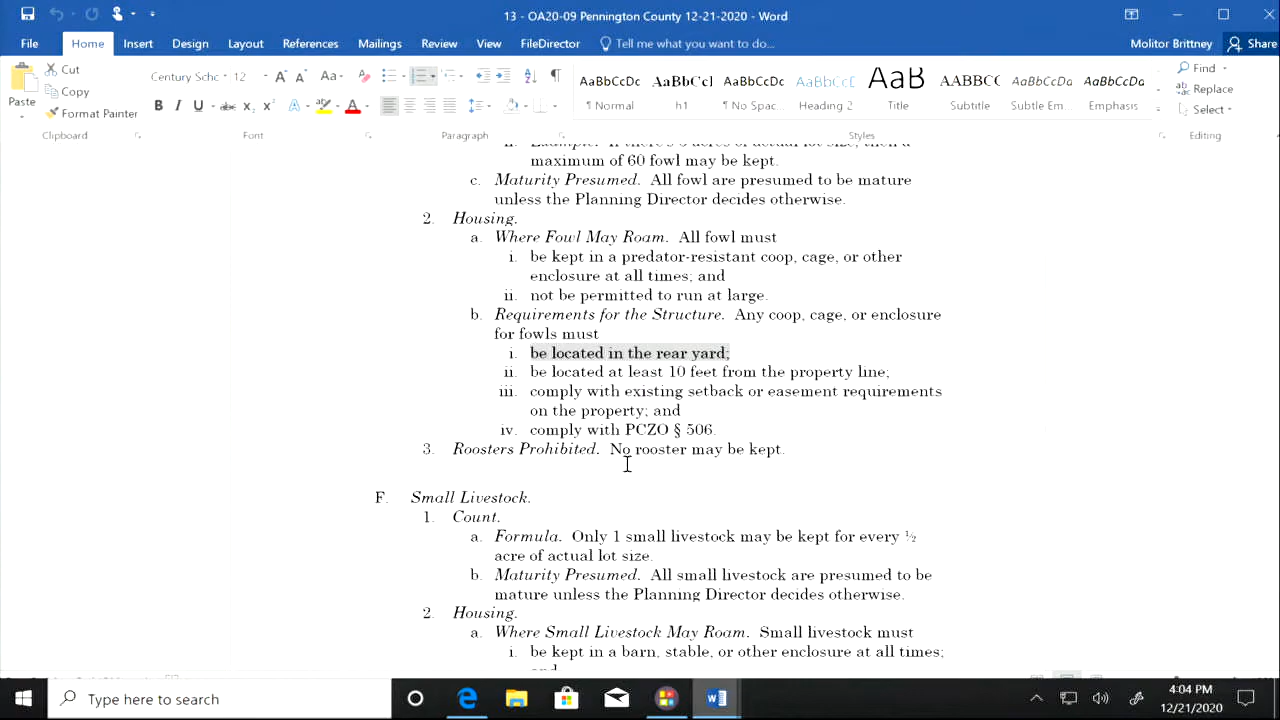 13 - OA20-09 Property Community 12-21-2020 - Word
File Home Insert Design Layout References Mailings Review View FileDirector Tell me what you want to do... Molitor Brittney Share
Paste
Cut
Copy
Format Painter
Clipboard
Century Sch 12
Font
Paragraph
AaBbCcDc AaBbCcI AaBbCcDc AaBbCcI AaB AABBCC AaBbCcDc AaBbCcDc
¶ Normal ¶ ¶ No Spac Heading 2 Title Subtitle Subtle Em Emphasis
Styles
Find
Replace
Select
Editing
maximum of 60 fowl may be kept.
c. Maturity Presumed. All fowl are presumed to be mature
unless the Planning Director decides otherwise.
2. Housing.
a. Where Fowl May Roam. All fowl must
i. be kept in a predator-resistant coop, cage, or other
enclosure at all times; and
ii. not be permitted to run at large.
b. Requirements for the Structure. Any coop, cage, or enclosure
for fowls must
i. be located in the rear yard;
ii. be located at least 10 feet from the property line;
iii. comply with existing setback or easement requirements
on the property; and
iv. comply with PCZO § 506.
3. Roosters Prohibited. No rooster may be kept.
F. Small Livestock.
1. Count.
a. Formula. Only 1 small livestock may be kept for every ½
acre of actual lot size.
b. Maturity Presumed. All small livestock are presumed to be
mature unless the Planning Director decides otherwise.
2. Housing.
a. Where Small Livestock May Roam. Small livestock must
i. be kept in a barn, stable, or other enclosure at all times;
Type here to search
4:04 PM
12/21/2020